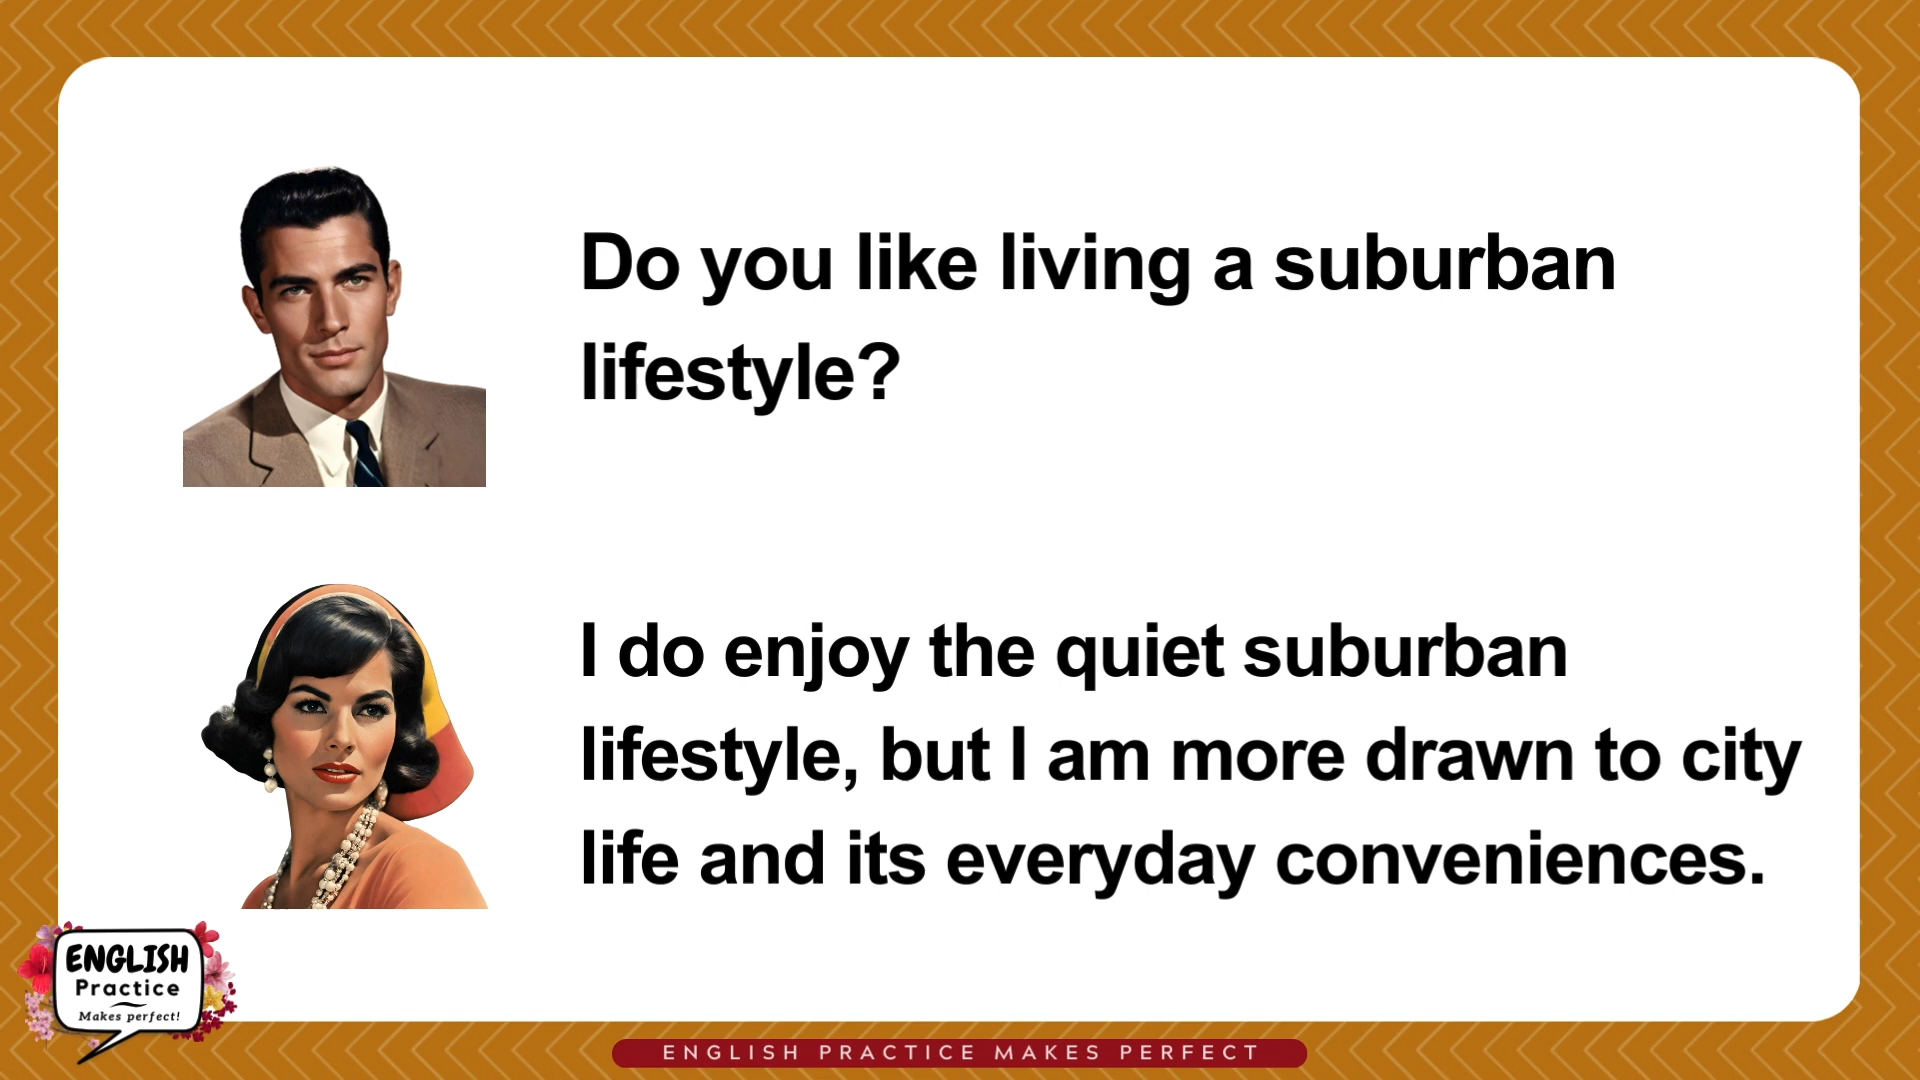 Do you like living a suburban
lifestyle?
I do enjoy the quiet suburban
lifestyle, but I am more drawn to city
life and its everyday conveniences.
ENGLISH
Practice
Makes perfect!
ENGLISH PRACTICE MAKES PERFECT